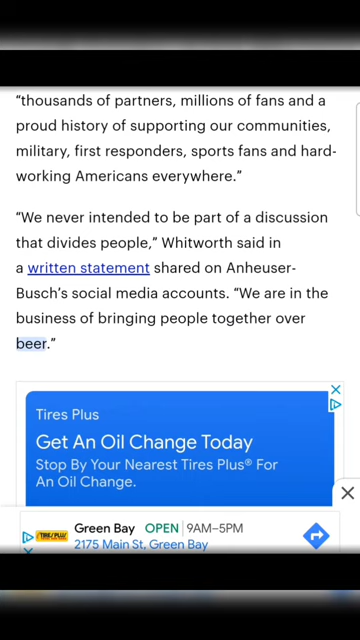 “thousands of partners, millions of fans and a
proud history of supporting our communities,
military, first responders, sports fans and hard-
working Americans everywhere.”
“We never intended to be part of a discussion
that divides people,” Whitworth said in
a written statement shared on Anheuser-
Busch’s social media accounts. “We are in the
business of bringing people together over
beer.”
Tires Plus
Get An Oil Change Today
Stop By Your Nearest Tires Plus® For
An Oil Change.
TIRES PLUS
Green Bay OPEN 9AM–5PM
2175 Main St, Green Bay